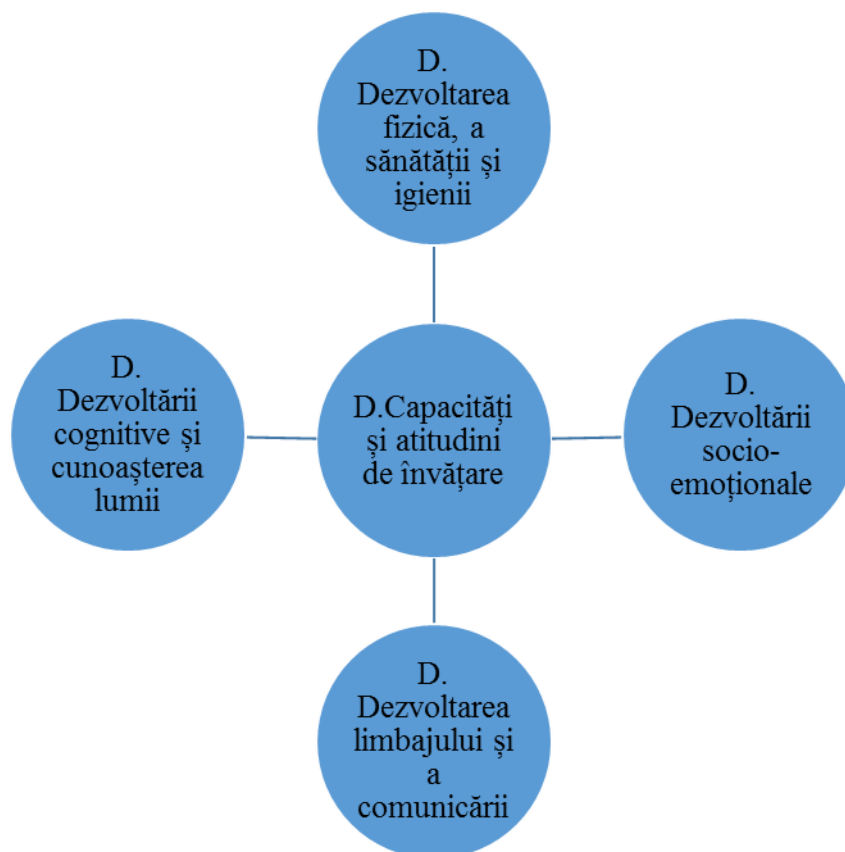 D.
Dezvoltarea
fizică, a
sănătății și
igienii
D.
Dezvoltării
cognitive și
cunoașterea
lumii
D.Capacități
și atitudini
de învățare
D.
Dezvoltării
socio-
emoționale
D.
Dezvoltarea
limbajului și
a
comunicării